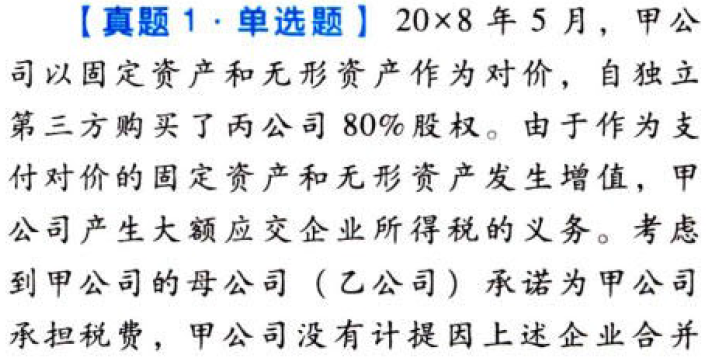 【真题1·单选题】 20×8 年 5 月，甲公
司以固定资产和无形资产作为对价，自独立
第三方购买了丙公司 80%股权。由于作为支
付对价的固定资产和无形资产发生增值，甲
公司产生大额应交企业所得税的义务。考虑
到甲公司的母公司（乙公司）承诺为甲公司
承担税费，甲公司没有计提因上述企业合并